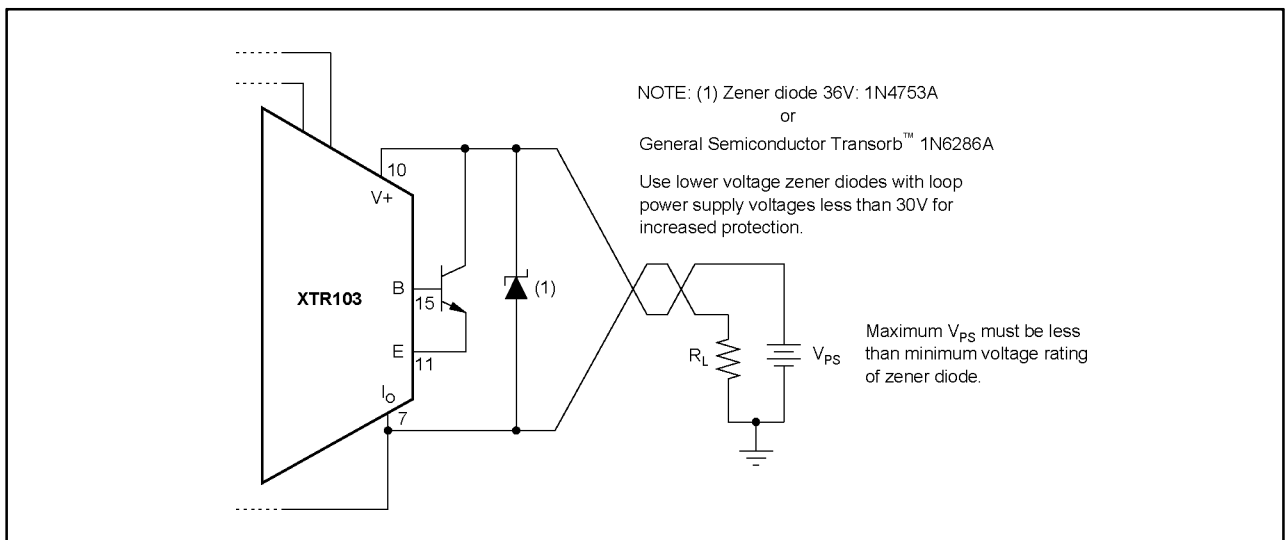 NOTE: (1) Zener diode 36V: 1N4753A
or
General Semiconductor Transorb™ 1N6286A
Use lower voltage zener diodes with loop
power supply voltages less than 30V for
increased protection.
10
V+
XTR103
B
15
E
11
IO
7
(1)
RL
VPS
Maximum VPS must be less
than minimum voltage rating
of zener diode.